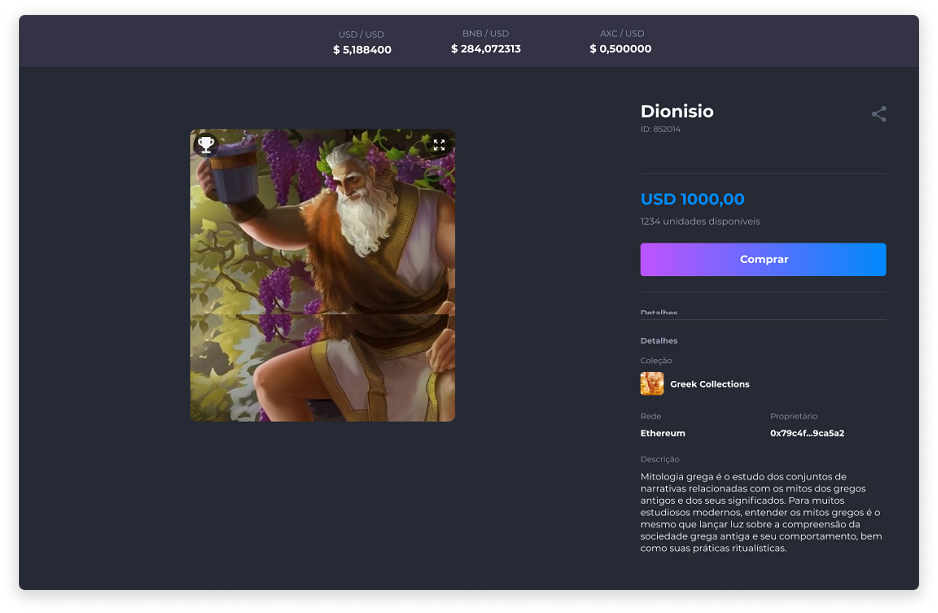 USD / USD
$ 5,188400
BNB / USD
$ 284,072313
AXC / USD
$ 0,500000
Dionisio
ID: 852014
USD 1000,00
1234 unidades disponíveis
Comprar
Detalhes
Detalhes
Coleção
Greek Collections
Rede
Ethereum
Proprietário
0x79c4f...9ca5a2
Descrição
Mitologia grega é o estudo dos conjuntos de
narrativas relacionadas com os mitos dos gregos
antigos e dos seus significados. Para muitos
estudiosos modernos, entender os mitos gregos é o
mesmo que lançar luz sobre a compreensão da
sociedade grega antiga e seu comportamento, bem
como suas práticas ritualísticas.